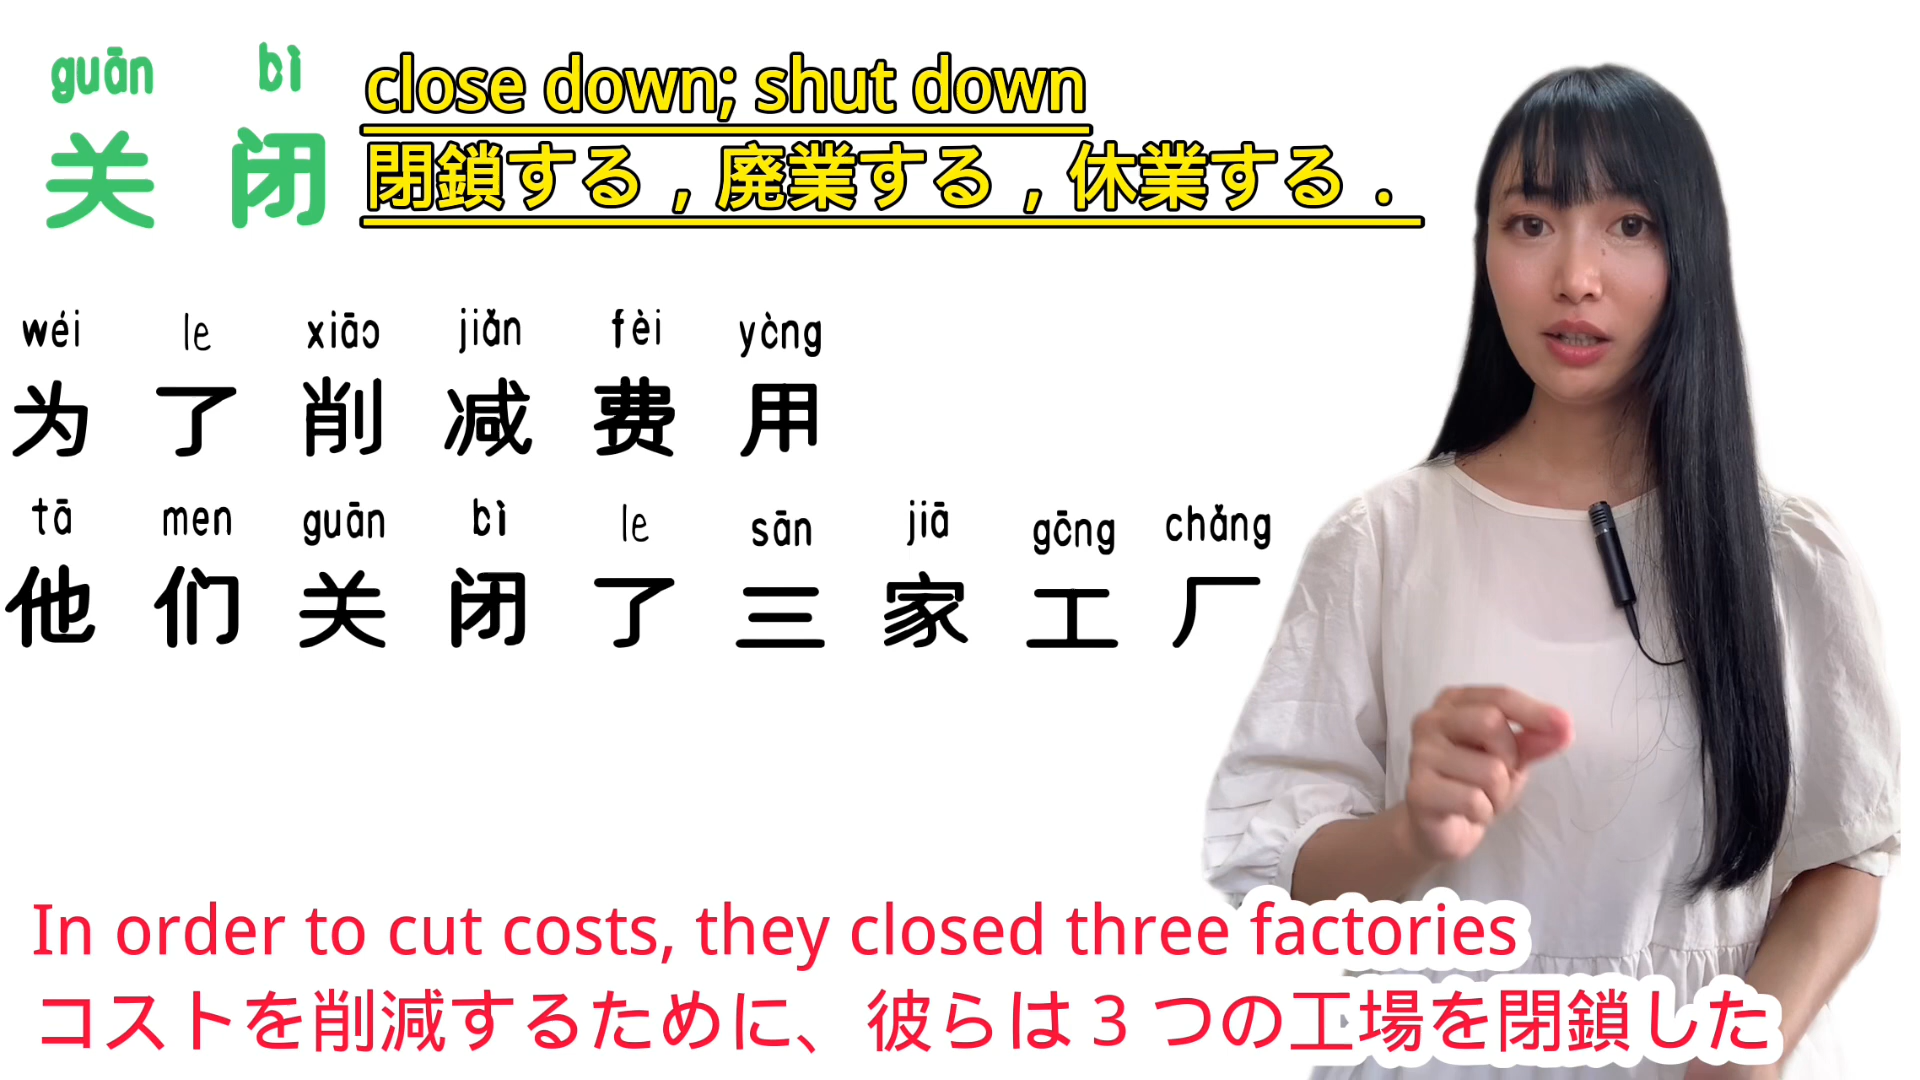 guān bì
关闭
close down; shut down
閉鎖する , 廃業する , 休業する .
wéi le xiāo jiǎn fèi yòng
为了削减费用
tā men guān bì le sān jiā gōng chǎng
他们关闭了三家工厂
In order to cut costs, they closed three factories
コストを削減するために、彼らは3つの工場を閉鎖した